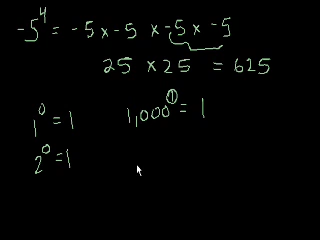 -5⁴ = -5 × -5 × -5 × -5
25 × 25 = 625
1⁰ = 1 1,000⁰ = 1
2⁰ = 1